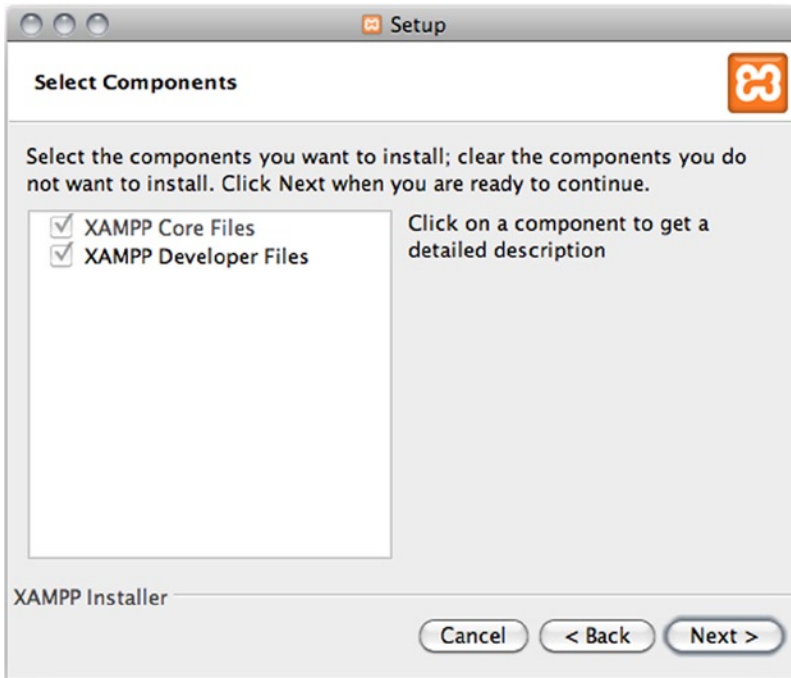 Setup
Select Components
Select the components you want to install; clear the components you do
not want to install. Click Next when you are ready to continue.
XAMPP Core Files
XAMPP Developer Files
Click on a component to get a
detailed description
XAMPP Installer
Cancel
< Back
Next >